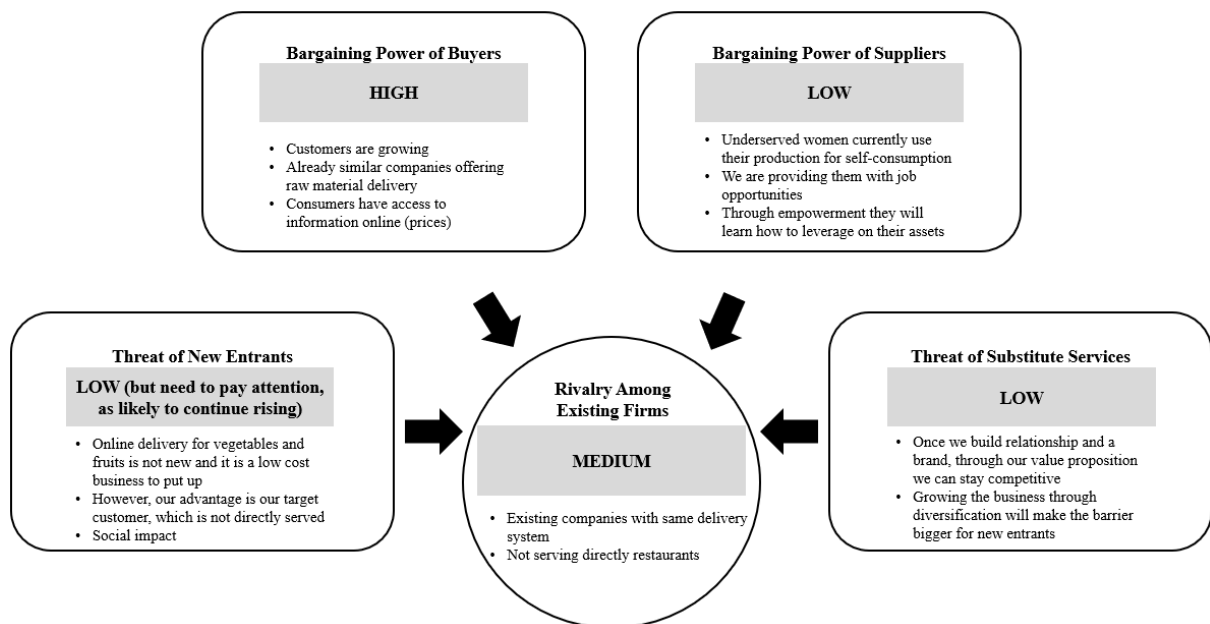 Bargaining Power of Buyers
HIGH
• Customers are growing
• Already similar companies offering
raw material delivery
• Consumers have access to
information online (prices)
Bargaining Power of Suppliers
LOW
• Underserved women currently use
their production for self-consumption
• We are providing them with job
opportunities
• Through empowerment they will
learn how to leverage on their assets
Threat of New Entrants
LOW (but need to pay attention,
as likely to continue rising)
• Online delivery for vegetables and
fruits is not new and it is a low cost
business to put up
• However, our advantage is our target
customer, which is not directly served
• Social impact
Rivalry Among
Existing Firms
MEDIUM
• Existing companies with same delivery
system
• Not serving directly restaurants
Threat of Substitute Services
LOW
• Once we build relationship and a
brand, through our value proposition
we can stay competitive
• Growing the business through
diversification will make the barrier
bigger for new entrants